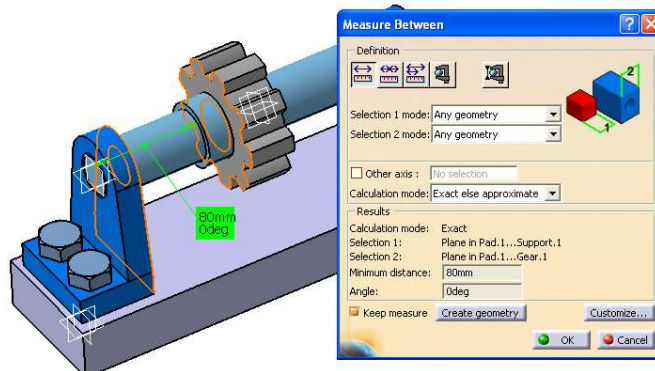 80mm
0deg
Measure Between
Definition
2
1
Selection 1 mode: Any geometry
Selection 2 mode: Any geometry
Other axis : No selection
Calculation mode: Exact else approximate
Results
Calculation mode: Exact
Selection 1: Plane in Pad.1...Support.1
Selection 2: Plane in Pad.1...Gear.1
Minimum distance: 80mm
Angle: 0deg
Keep measure Create geometry Customize...
OK Cancel